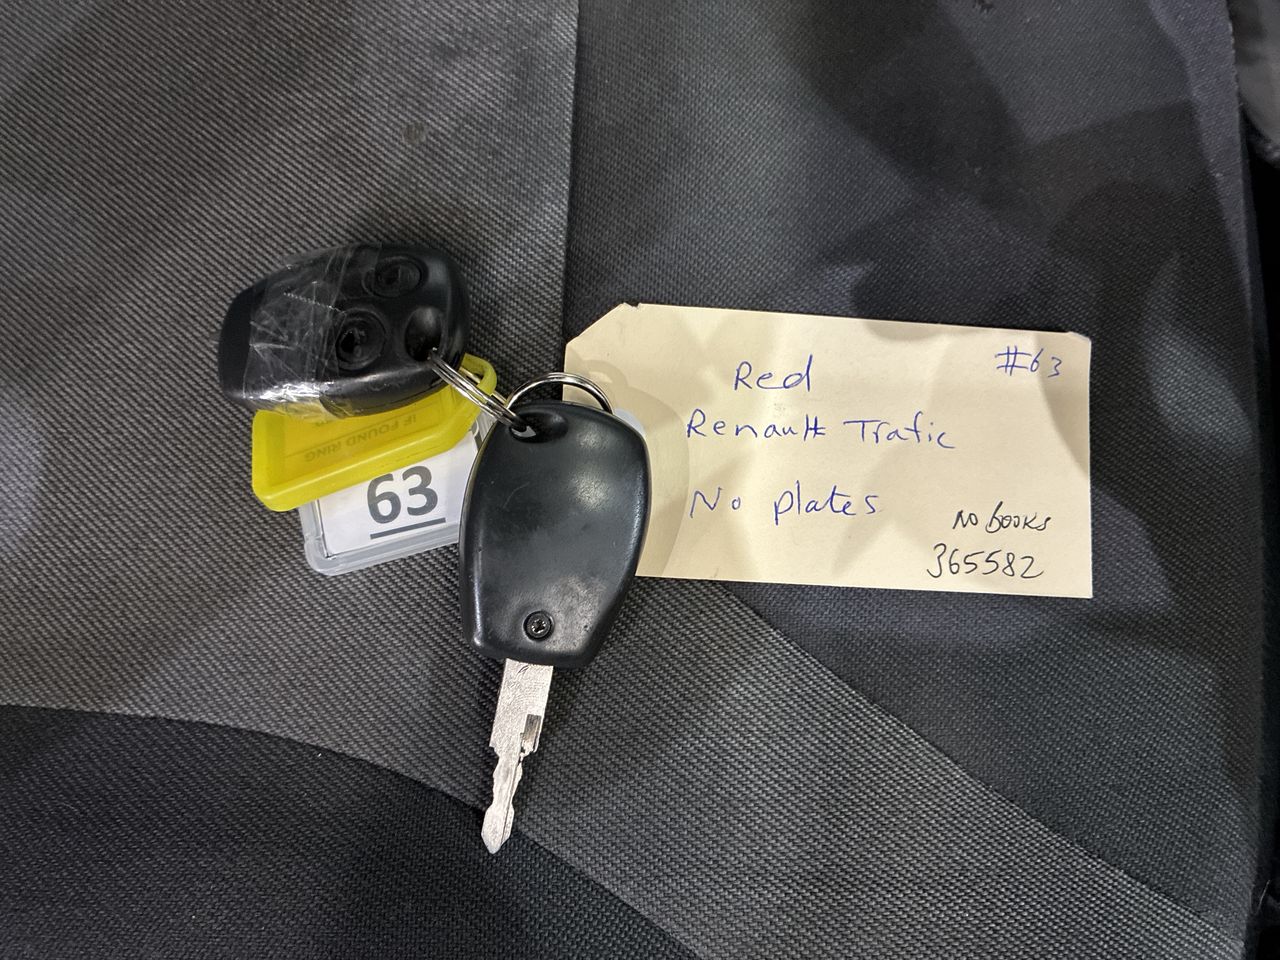 #63
Red
Renault Trafic
No plates
NO BOOKS
365582
IF FOUND RING
63